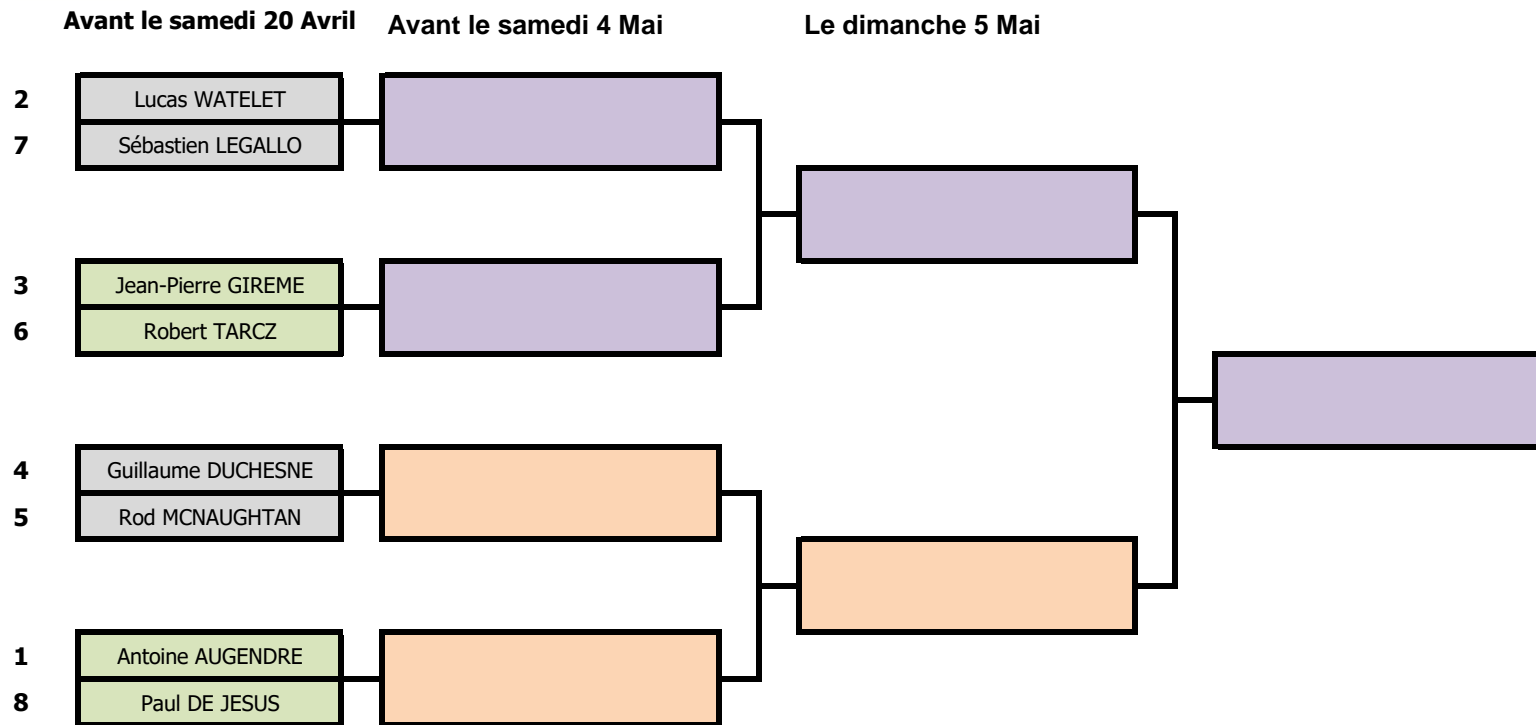 Avant le samedi 20 Avril
Avant le samedi 4 Mai
Le dimanche 5 Mai
2 Lucas WATELET
7 Sébastien LEGALLO
3 Jean-Pierre GIREME
6 Robert TARCZ
4 Guillaume DUCHESNE
5 Rod MCNAUGHTAN
1 Antoine AUGENDRE
8 Paul DE JESUS